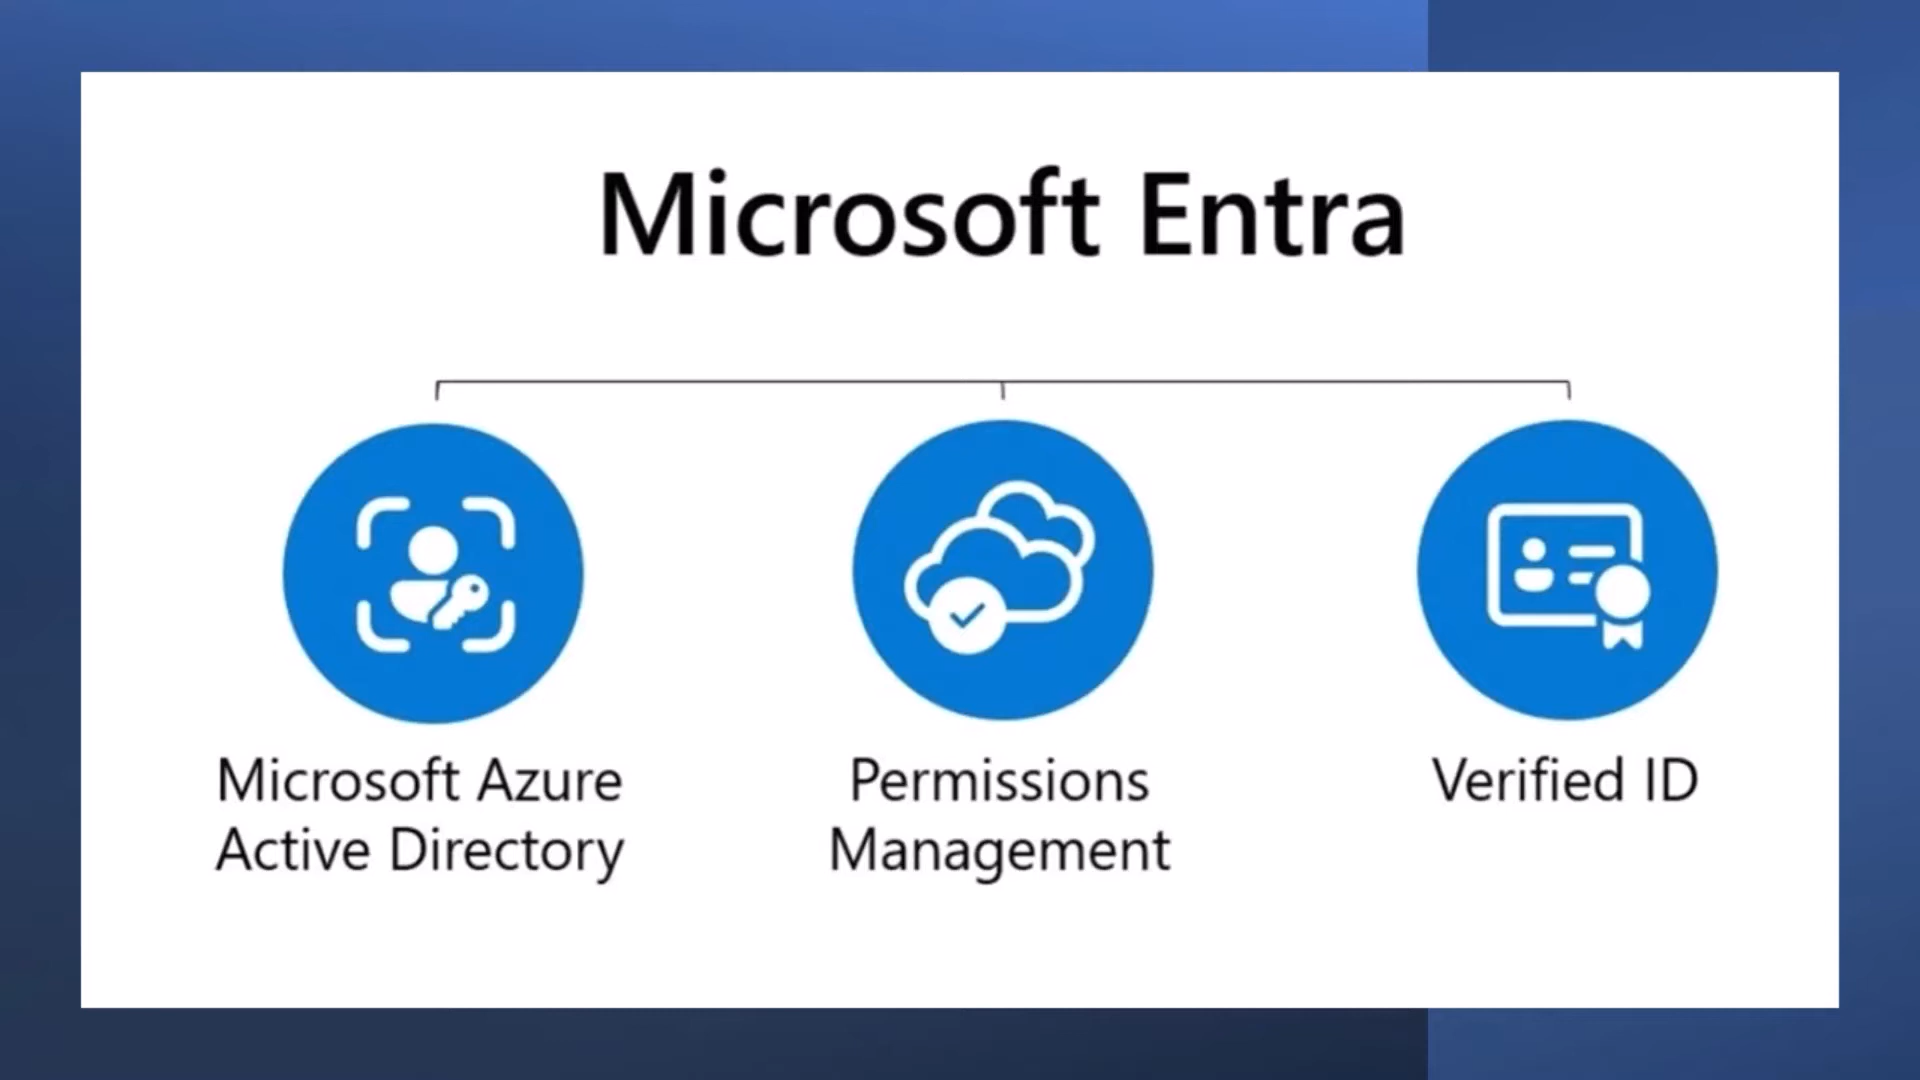 Microsoft Entra
Microsoft Azure
Active Directory
Permissions
Management
Verified ID